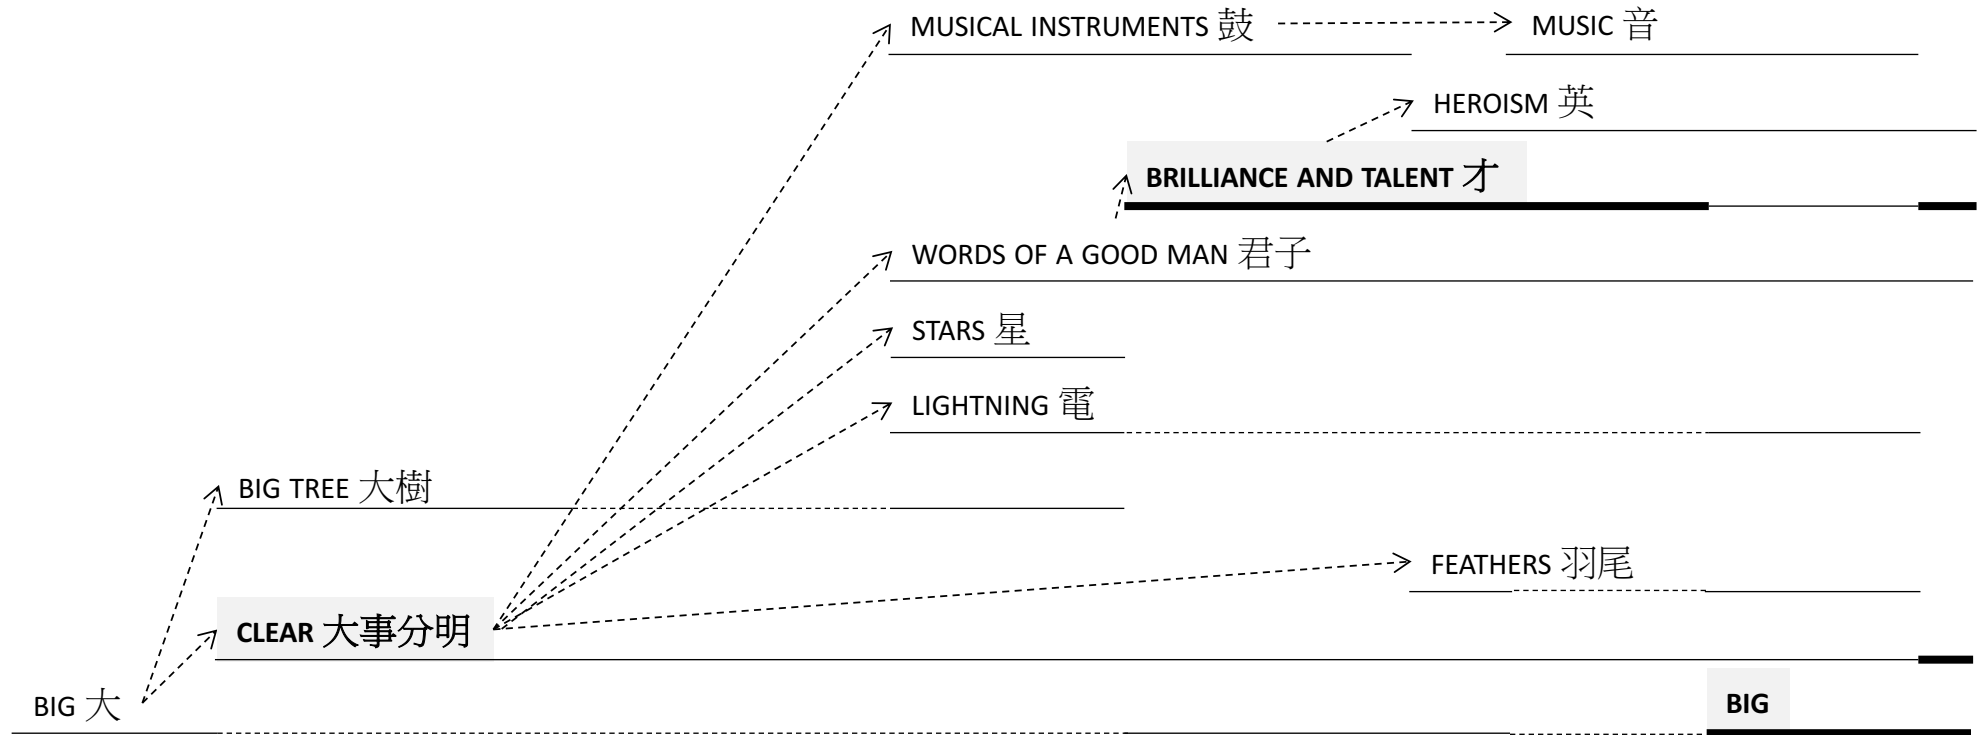 MUSICAL INSTRUMENTS 鼓
MUSIC 音
HEROISM 英
BRILLIANCE AND TALENT 才
WORDS OF A GOOD MAN 君子
STARS 星
LIGHTNING 電
BIG TREE 大樹
FEATHERS 羽尾
CLEAR 大事分明
BIG 大
BIG